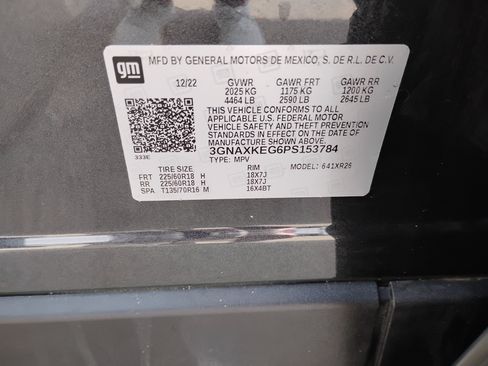 gm
MFD BY GENERAL MOTORS DE MEXICO, S. DE R.L. DE C.V.
12/22 GVWR GAWR FRT GAWR RR
2025 KG 1175 KG 1200 KG
4464 LB 2590 LB 2645 LB
THIS VEHICLE CONFORMS TO ALL
APPLICABLE U.S. FEDERAL MOTOR
VEHICLE SAFETY AND THEFT PREVENTION
STANDARDS IN EFFECT ON THE DATE OF
MANUFACTURE SHOWN ABOVE.
3GNAXKEG6PS153784
333E TYPE: MPV
TIRE SIZE RIM MODEL: 641XR26
FRT 225/60R18 H 18X7J
RR 225/60R18 H 18X7J
SPA T135/70R16 M 16X4BT